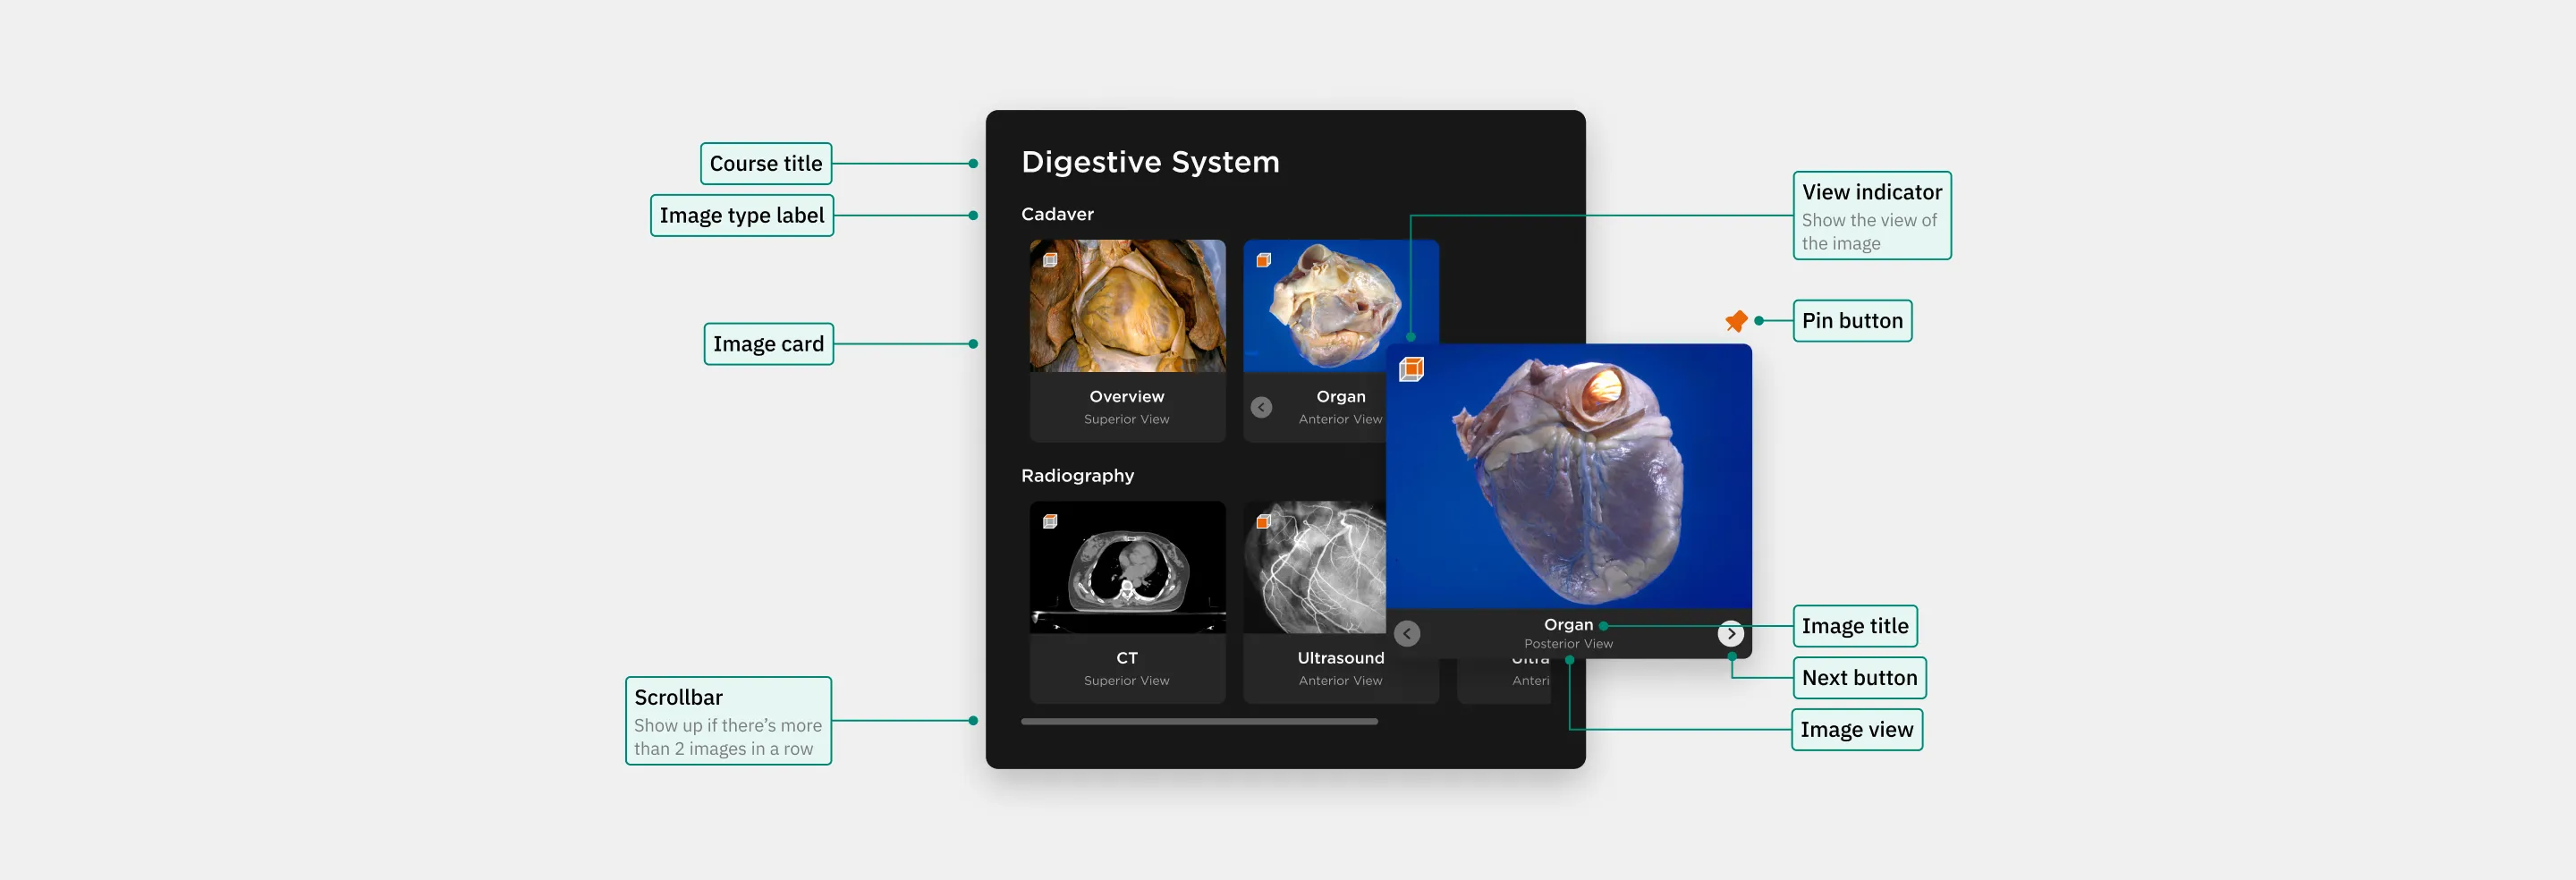 Course title
Image type label
Image card
Scrollbar
Show up if there's more
than 2 images in a row
Digestive System
Cadaver
Overview
Superior View
Organ
Anterior View
Radiography
CT
Superior View
Ultrasound
Anterior View
Ultra
Anteri
Organ
Posterior View
View indicator
Show the view of
the image
Pin button
Image title
Next button
Image view